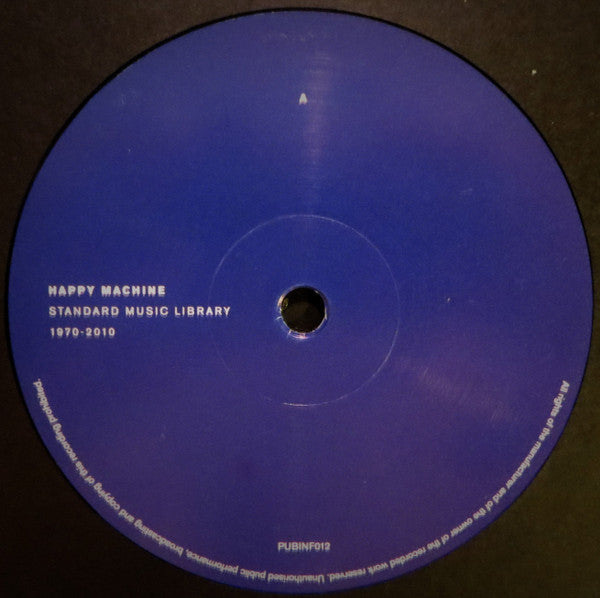 A
HAPPY MACHINE
STANDARD MUSIC LIBRARY
1970-2010
PUBINF012
All rights of the manufacturer and of the owner of the recorded work reserved. Unauthorised public performance, broadcasting and copying of this recording prohibited.